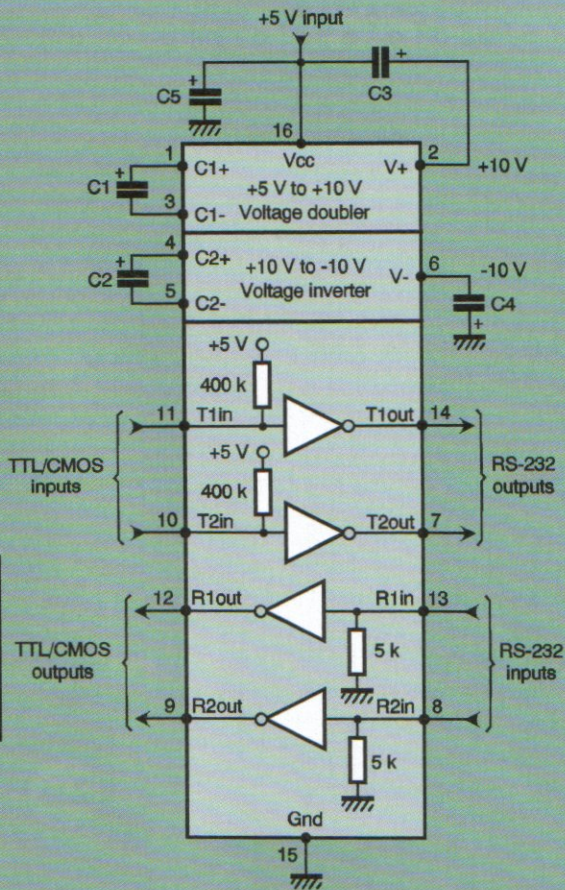 +5 V input
+
C5
+
C3
16
1
2
Vcc
C1+
V+
+10 V
+
C1
+5 V to +10 V
Voltage doubler
3
C1-
4
+
C2+
6
-10 V
C2
+10 V to -10 V
Voltage inverter
V-
5
C2-
C4
+
+5 V
400 k
11
T1in
T1out
14
+5 V
TTL/CMOS
inputs
RS-232
outputs
400 k
10
T2in
T2out
7
12
R1out
R1in
13
TTL/CMOS
outputs
5 k
RS-232
inputs
9
R2out
R2in
8
5 k
Gnd
15